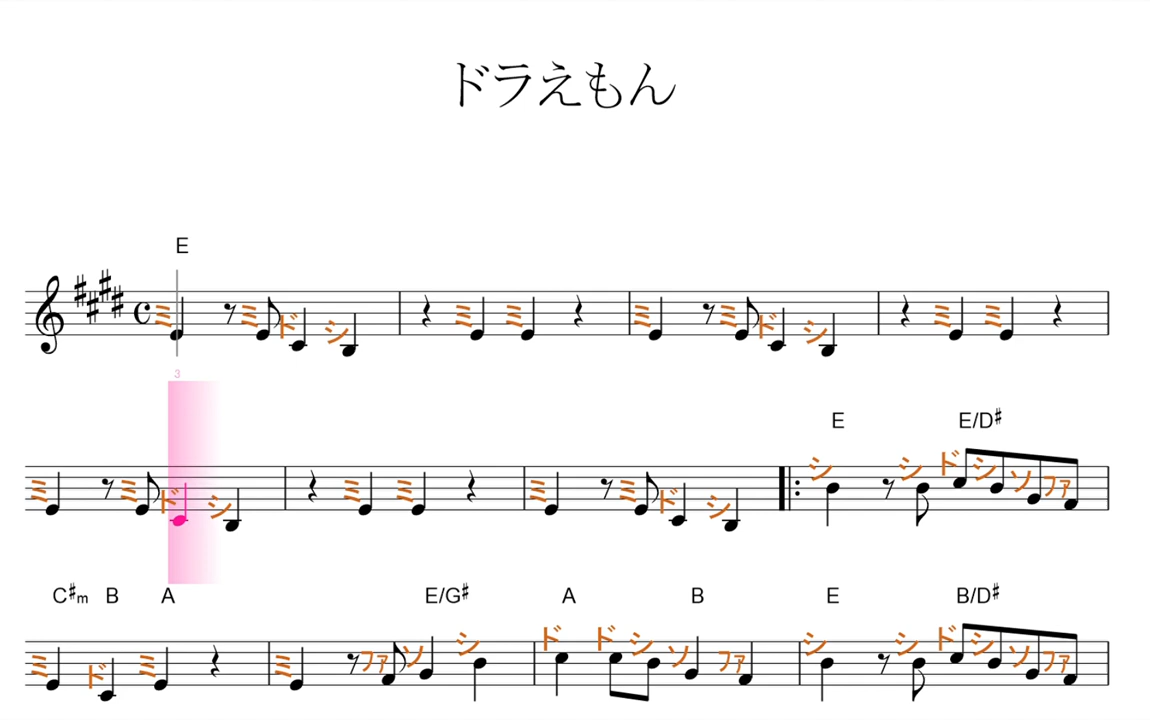 ドラえもん
E
ミ ミ ド シ ミ ミ ミ ミ ド シ ミ ミ
3
E E/D♯
ミ ミ ド シ ミ ミ ミ ミ ド シ シ シ ド シ ソ ファ
C♯m B A E/G♯ A B E B/D♯
ミ ド ミ ミ ファ ソ シ ド ド シ ソ ファ シ シ ド シ ソ ファ